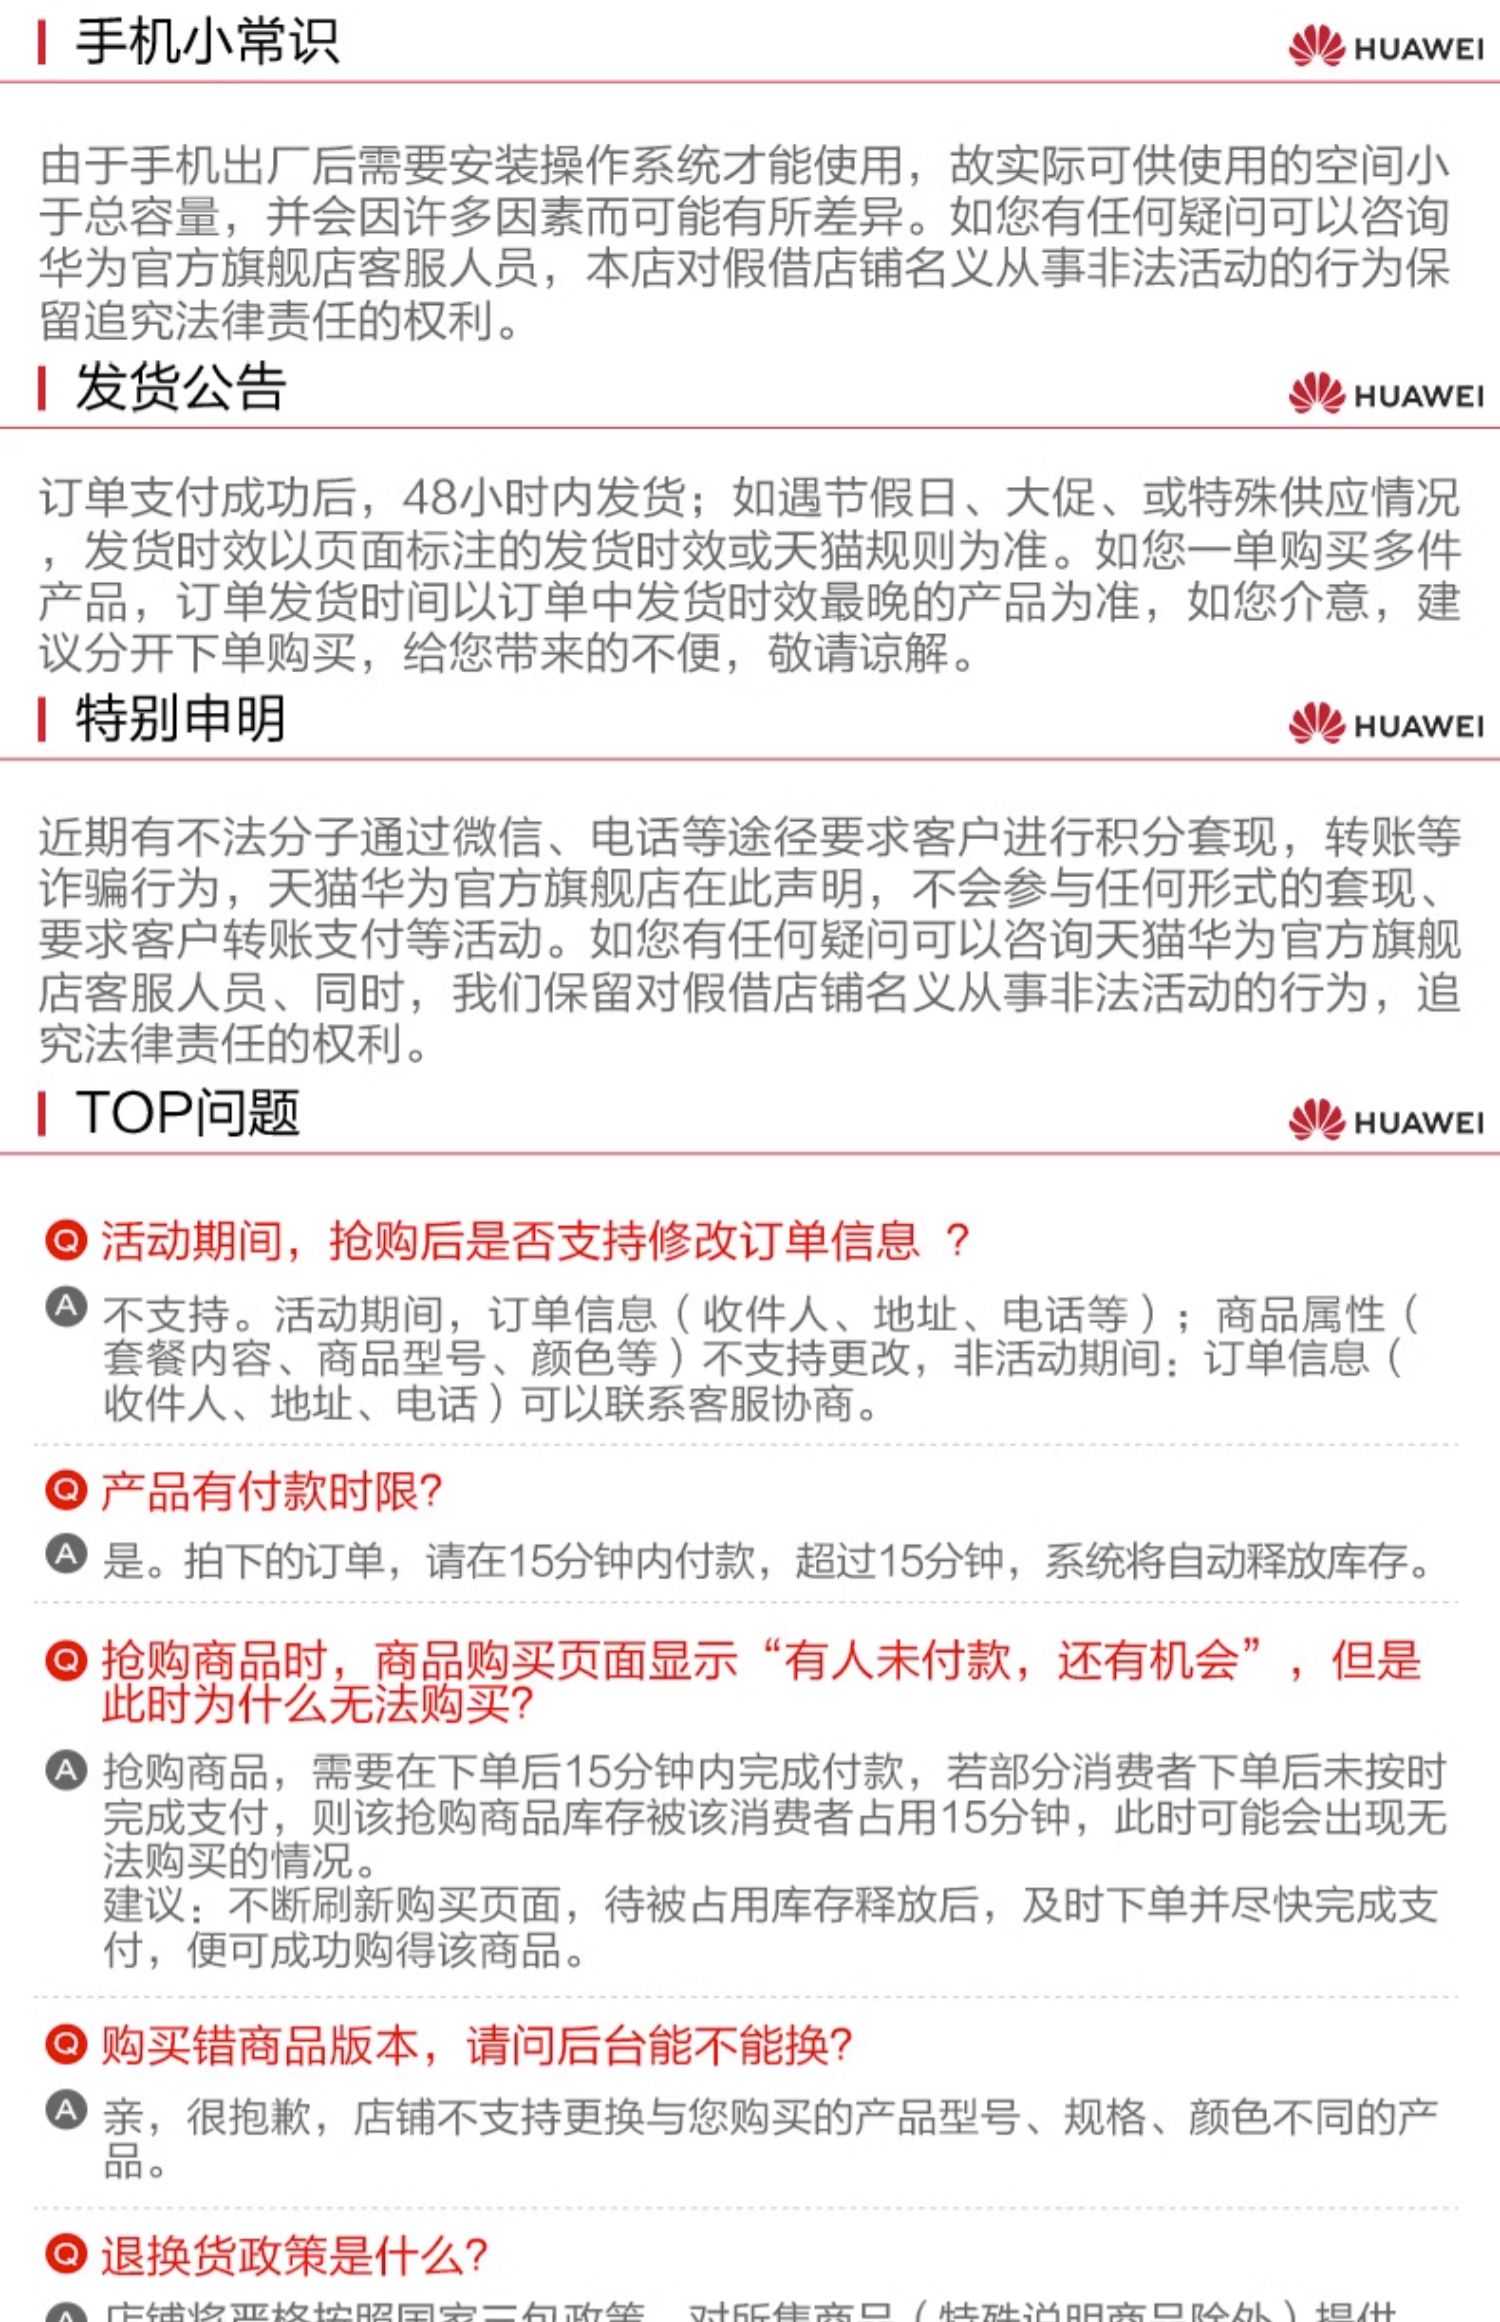 手机小常识
HUAWEI
由于手机出厂后需要安装操作系统才能使用，故实际可供使用的空间小
于总容量，并会因许多因素而可能有所差异。如您有任何疑问可以咨询
华为官方旗舰店客服人员，本店对假借店铺名义从事非法活动的行为保
留追究法律责任的权利。
发货公告
HUAWEI
订单支付成功后，48小时内发货；如遇节假日、大促、或特殊供应情况
，发货时效以页面标注的发货时效或天猫规则为准。如您一单购买多件
产品，订单发货时间以订单中发货时效最晚的产品为准，如您介意，建
议分开下单购买，给您带来的不便，敬请谅解。
特别申明
HUAWEI
近期有不法分子通过微信、电话等途径要求客户进行积分套现，转账等
诈骗行为，天猫华为官方旗舰店在此声明，不会参与任何形式的套现、
要求客户转账支付等活动。如您有任何疑问可以咨询天猫华为官方旗舰
店客服人员、同时，我们保留对假借店铺名义从事非法活动的行为，追
究法律责任的权利。
TOP问题
HUAWEI
Q 活动期间，抢购后是否支持修改订单信息 ？
A 不支持。活动期间，订单信息（收件人、地址、电话等）；商品属性（
套餐内容、商品型号、颜色等）不支持更改，非活动期间：订单信息（
收件人、地址、电话）可以联系客服协商。
Q 产品有付款时限？
A 是。拍下的订单，请在15分钟内付款，超过15分钟，系统将自动释放库存。
Q 抢购商品时，商品购买页面显示“有人未付款，还有机会”，但是
此时为什么无法购买？
A 抢购商品，需要在下单后15分钟内完成付款，若部分消费者下单后未按时
完成支付，则该抢购商品库存被该消费者占用15分钟，此时可能会出现无
法购买的情况。
建议：不断刷新购买页面，待被占用库存释放后，及时下单并尽快完成支
付，便可成功购得该商品。
Q 购买错商品版本，请问后台能不能换？
A 亲，很抱歉，店铺不支持更换与您购买的产品型号、规格、颜色不同的产
品。
Q 退换货政策是什么？
A 店铺将严格按照国家三包政策，对所售商品（特殊说明商品除外）提供